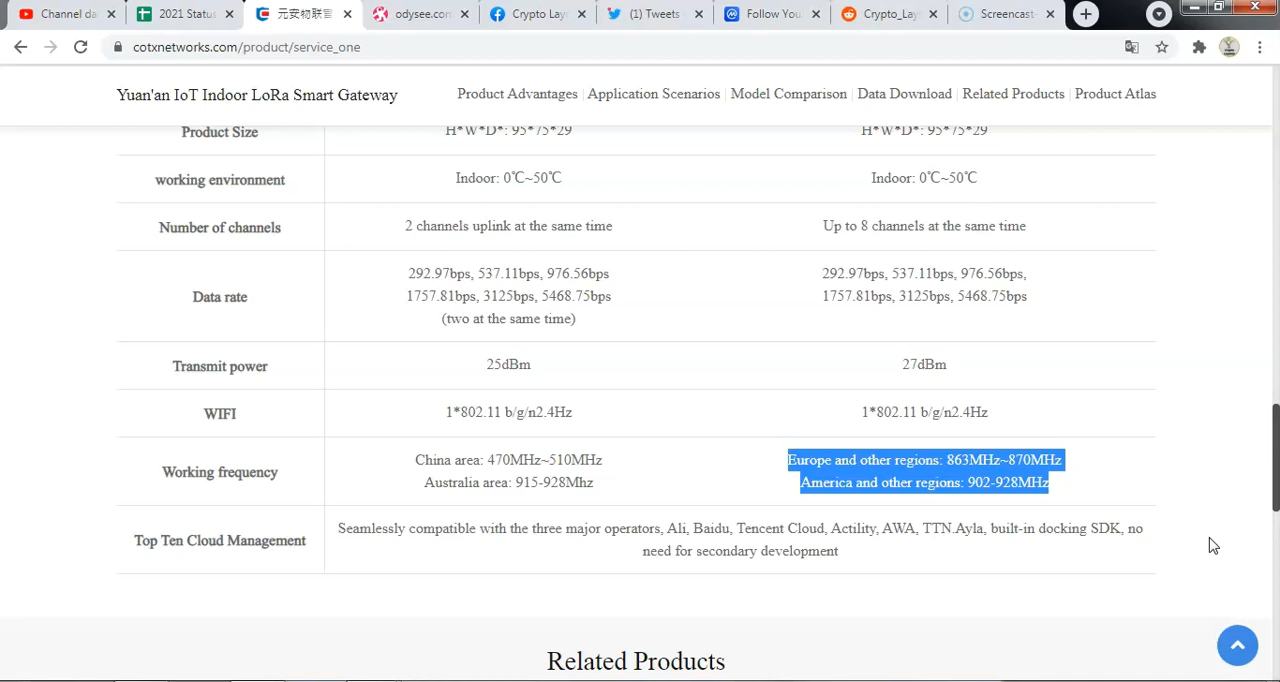 Channel da
2021 Status
元安物联官
odysee.con
Crypto Lay
(1) Tweets
Follow You
Crypto_Lay
Screencast
cotxnetworks.com/product/service_one
Yuan'an IoT Indoor LoRa Smart Gateway
Product Advantages
Application Scenarios
Model Comparison
Data Download
Related Products
Product Atlas
Product Size
H*W*D*: 95*75*29
H*W*D*: 95*75*29
working environment
Indoor: 0℃~50℃
Indoor: 0℃~50℃
Number of channels
2 channels uplink at the same time
Up to 8 channels at the same time
Data rate
292.97bps, 537.11bps, 976.56bps
1757.81bps, 3125bps, 5468.75bps
(two at the same time)
292.97bps, 537.11bps, 976.56bps,
1757.81bps, 3125bps, 5468.75bps
Transmit power
25dBm
27dBm
WIFI
1*802.11 b/g/n2.4Hz
1*802.11 b/g/n2.4Hz
Working frequency
China area: 470MHz~510MHz
Australia area: 915-928Mhz
Europe and other regions: 863MHz~870MHz
America and other regions: 902-928MHz
Top Ten Cloud Management
Seamlessly compatible with the three major operators, Ali, Baidu, Tencent Cloud, Actility, AWA, TTN.Ayla, built-in docking SDK, no
need for secondary development
Related Products